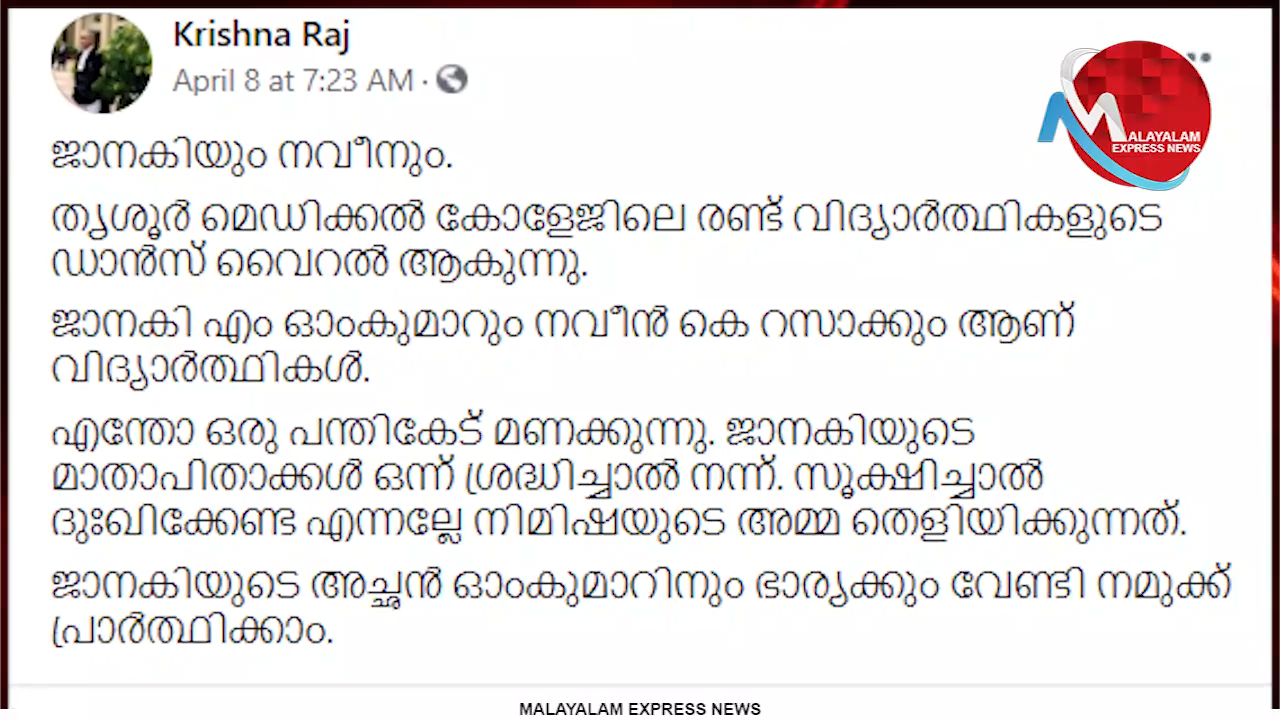 Krishna Raj
April 8 at 7:23 AM ·
MALAYALAM
EXPRESS NEWS
ജാനകിയും നവീനും.
തൃശൂർ മെഡിക്കൽ കോളേജിലെ രണ്ട് വിദ്യാർത്ഥികളുടെ
ഡാൻസ് വൈറൽ ആകുന്നു.
ജാനകി എം ഓംകുമാറും നവീൻ കെ റസാക്കും ആണ്
വിദ്യാർത്ഥികൾ.
എന്തോ ഒരു പന്തികേട് മണക്കുന്നു. ജാനകിയുടെ
മാതാപിതാക്കൾ ഒന്ന് ശ്രദ്ധിച്ചാൽ നന്ന്. സൂക്ഷിച്ചാൽ
ദുഃഖിക്കേണ്ട എന്നല്ലേ നിമിഷയുടെ അമ്മ തെളിയിക്കുന്നത്.
ജാനകിയുടെ അച്ഛൻ ഓംകുമാറിനും ഭാര്യക്കും വേണ്ടി നമുക്ക്
പ്രാർത്ഥിക്കാം.
MALAYALAM EXPRESS NEWS